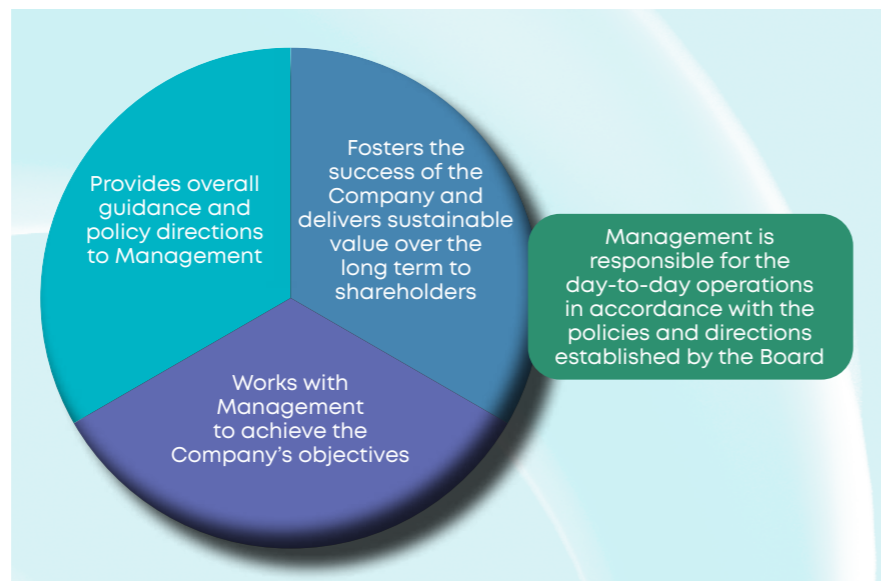 Fosters the
success of the
Company and
delivers sustainable
value over the
long term to
shareholders
Provides overall
guidance and
policy directions
to Management
Works with
Management
to achieve the
Company’s objectives
Management is
responsible for the
day-to-day operations
in accordance with the
policies and directions
established by the Board